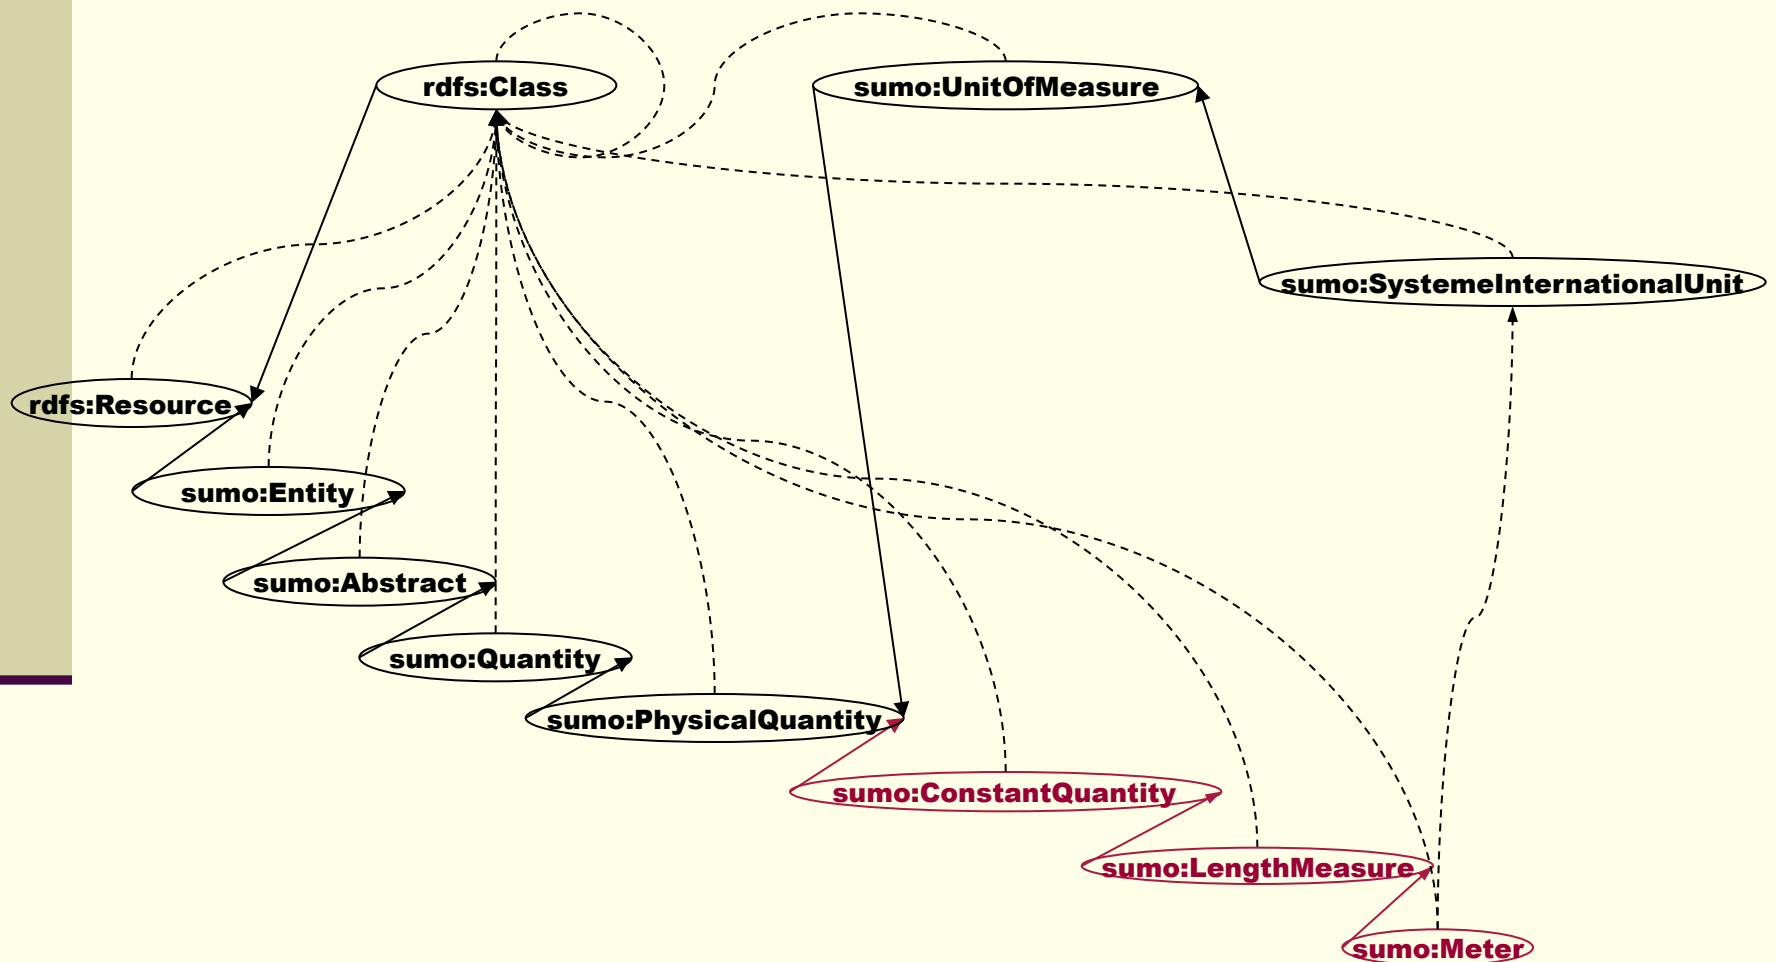 rdfs:Class
sumo:UnitOfMeasure
sumo:SystemeInternationalUnit
rdfs:Resource
sumo:Entity
sumo:Abstract
sumo:Quantity
sumo:PhysicalQuantity
sumo:ConstantQuantity
sumo:LengthMeasure
sumo:Meter